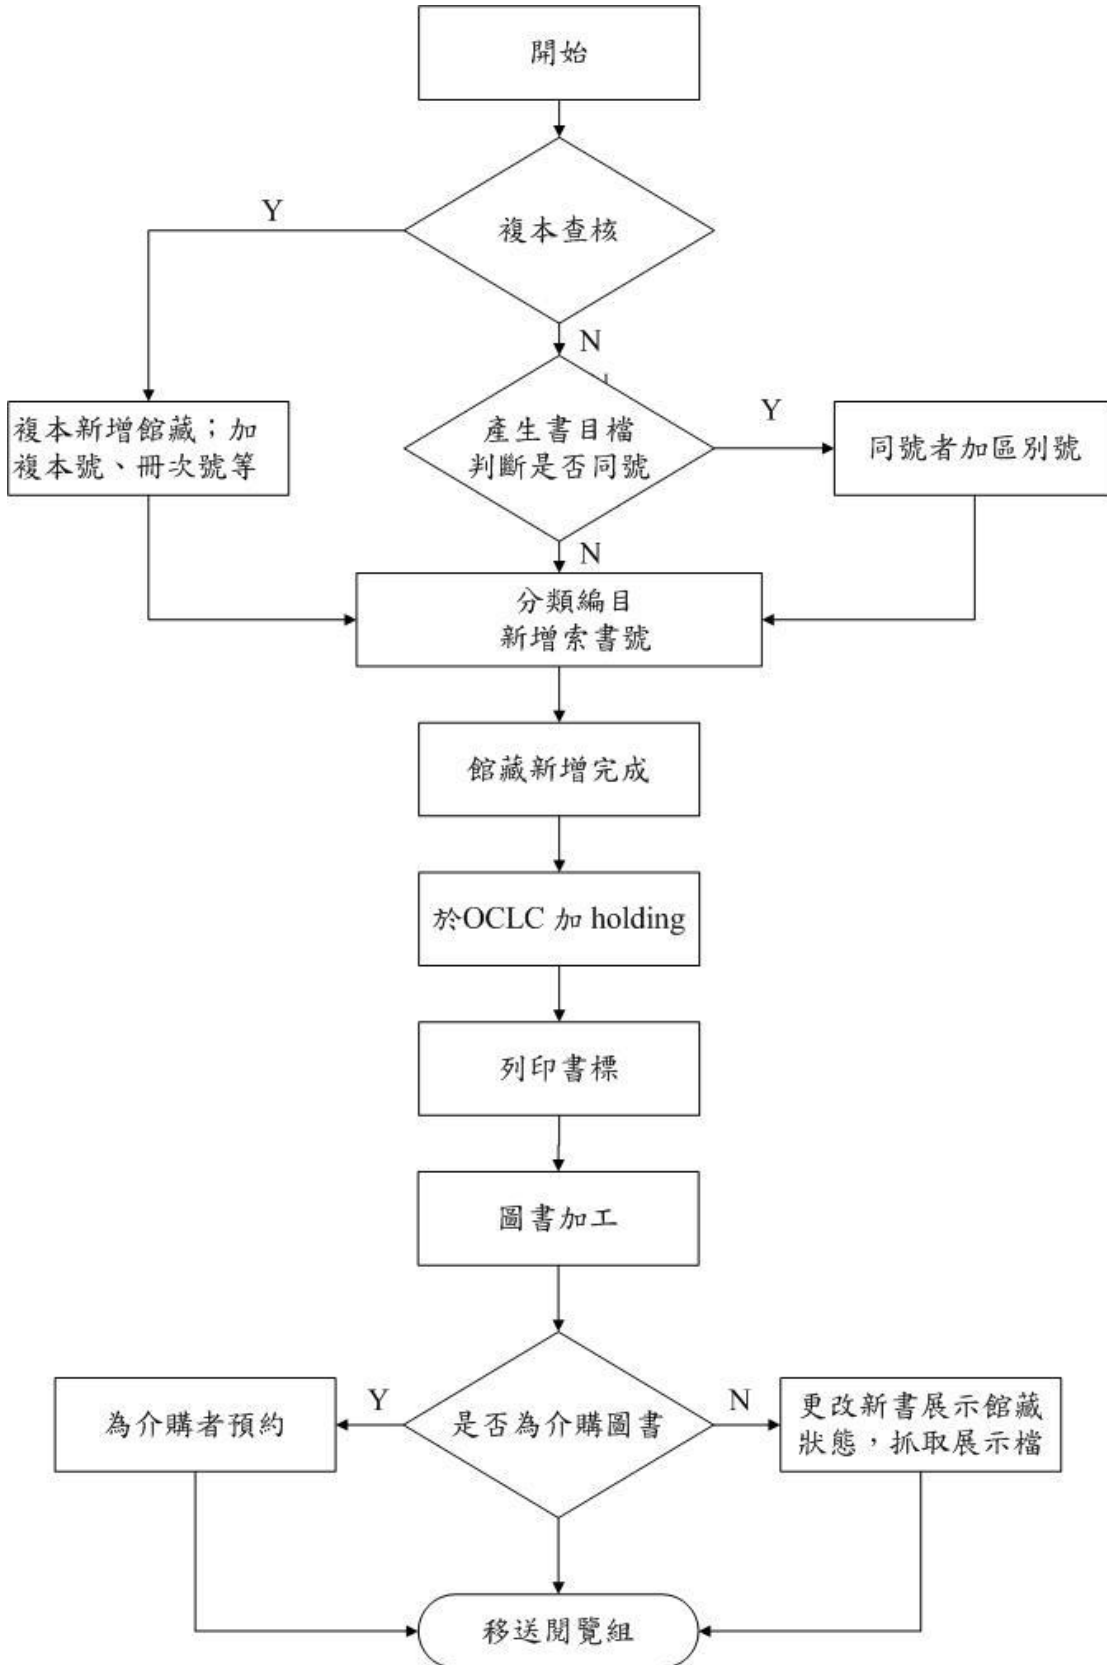 開始
Y
複本查核
N
複本新增館藏；加
複本號、冊次號等
產生書目檔
判斷是否同號
Y
同號者加區別號
N
分類編目
新增索書號
館藏新增完成
於OCLC 加 holding
列印書標
圖書加工
為介購者預約
Y
是否為介購圖書
N
更改新書展示館藏
狀態，抓取展示檔
移送閱覽組